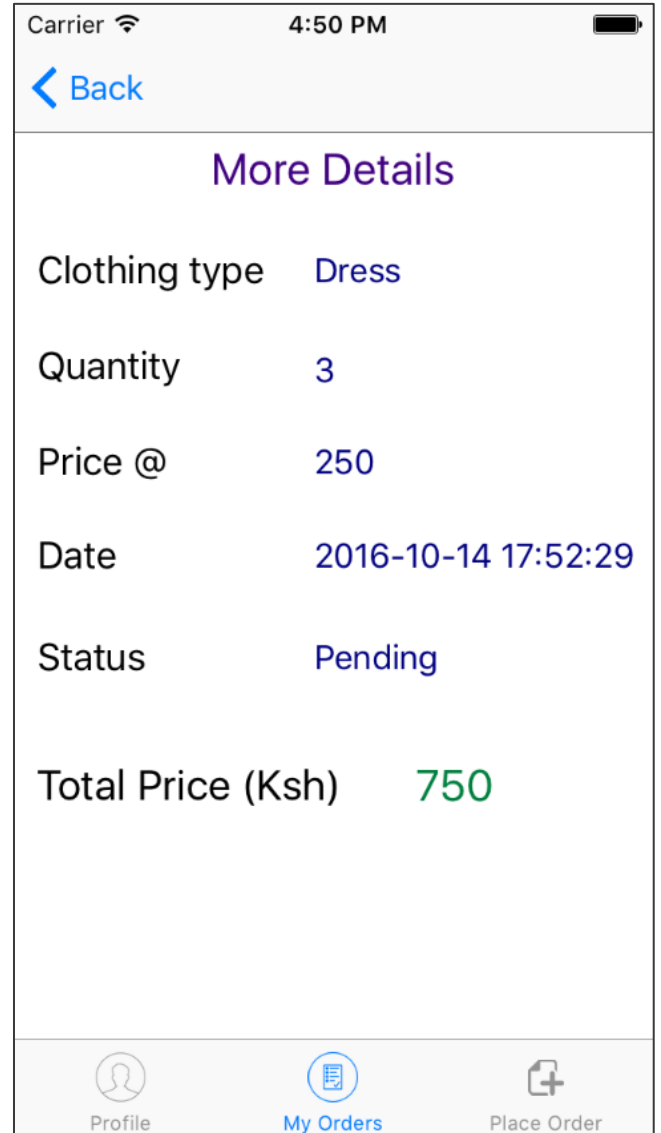 Carrier 4:50 PM
Back
More Details
Clothing type Dress
Quantity 3
Price @ 250
Date 2016-10-14 17:52:29
Status Pending
Total Price (Ksh) 750
Profile My Orders Place Order